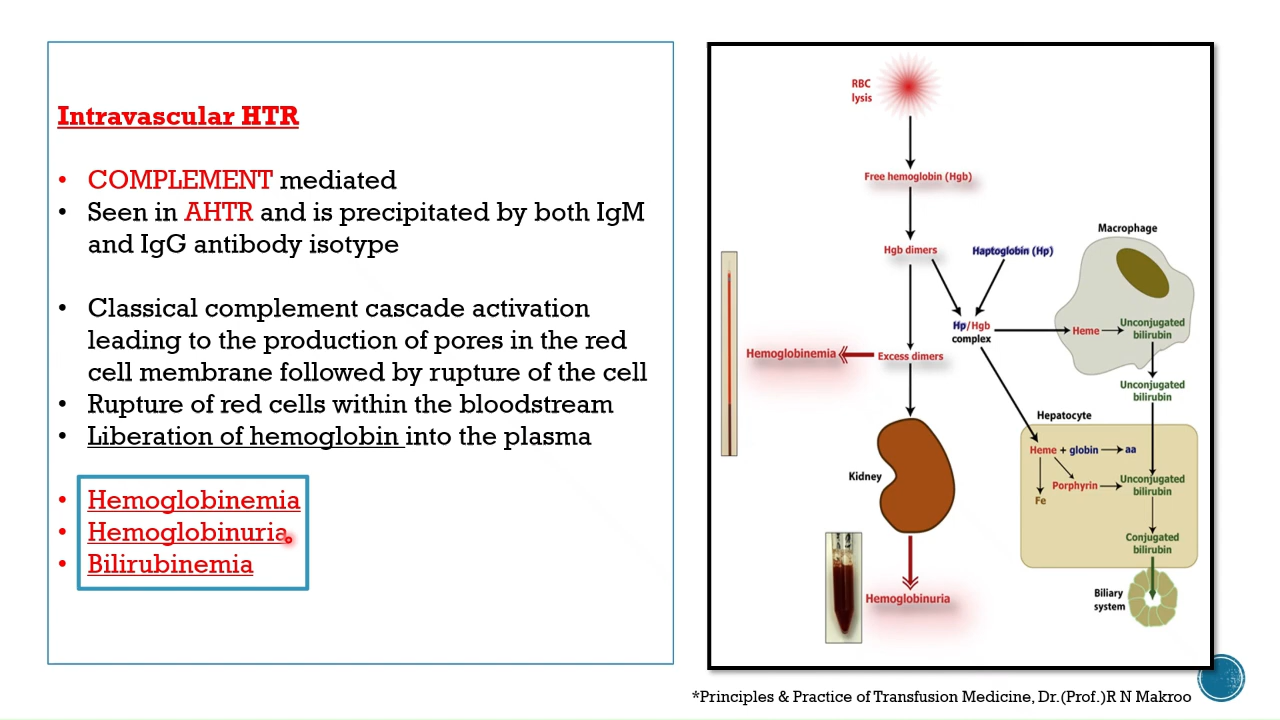 Intravascular HTR
• COMPLEMENT mediated
• Seen in AHTR and is precipitated by both IgM
and IgG antibody isotype
• Classical complement cascade activation
leading to the production of pores in the red
cell membrane followed by rupture of the cell
• Rupture of red cells within the bloodstream
• Liberation of hemoglobin into the plasma
• Hemoglobinemia
• Hemoglobinuria
• Bilirubinemia
RBC
lysis
Free hemoglobin (Hgb)
Hgb dimers
Haptoglobin (Hp)
Hp/Hgb
complex
Hemoglobinemia
Excess dimers
Kidney
Hemoglobinuria
Macrophage
Heme
Unconjugated
bilirubin
Unconjugated
bilirubin
Hepatocyte
Heme + globin
aa
Porphyrin
Fe
Unconjugated
bilirubin
Conjugated
bilirubin
Biliary
system
*Principles & Practice of Transfusion Medicine, Dr.(Prof.)R N Makroo